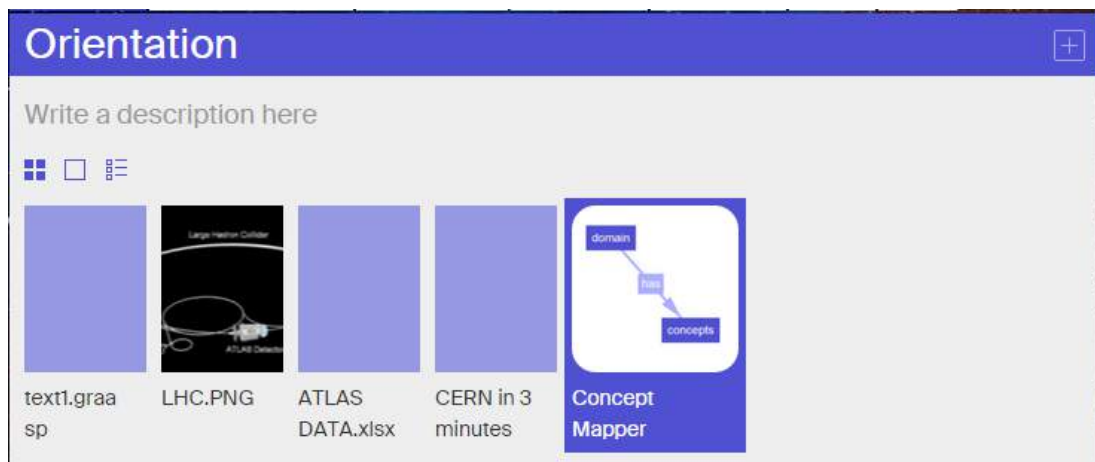 Orientation
Write a description here
domain
has
concepts
Large Hadron Collider
ATLAS Detector
text1.graa
sp
LHC.PNG
ATLAS
DATA.xlsx
CERN in 3
minutes
Concept
Mapper